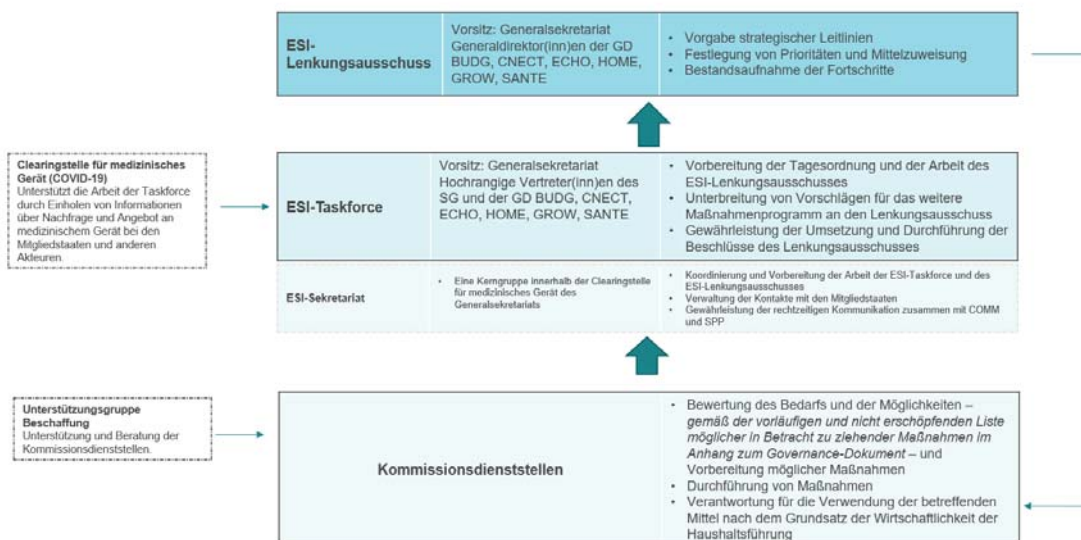 ESI-
Lenkungsausschuss
Vorsitz: Generalsekretariat
Generaldirektor(inn)en der GD
BUDG, CNECT, ECHO, HOME,
GROW, SANTE
• Vorgabe strategischer Leitlinien
• Festlegung von Prioritäten und Mittelzuweisung
• Bestandsaufnahme der Fortschritte
Clearingstelle für medizinisches
Gerät (COVID-19)
Unterstützt die Arbeit der Taskforce
durch Einholen von Informationen
über Nachfrage und Angebot an
medizinischem Gerät bei den
Mitgliedstaaten und anderen
Akteuren.
ESI-Taskforce
Vorsitz: Generalsekretariat
Hochrangige Vertreter(inn)en des
SG und der GD BUDG, CNECT,
ECHO, HOME, GROW, SANTE
• Vorbereitung der Tagesordnung und der Arbeit des
ESI-Lenkungsausschusses
• Unterbreitung von Vorschlägen für das weitere
Maßnahmenprogramm an den Lenkungsausschuss
• Gewährleistung der Umsetzung und Durchführung der
Beschlüsse des Lenkungsausschusses
ESI-Sekretariat
• Eine Kerngruppe innerhalb der Clearingstelle
für medizinisches Gerät des
Generalsekretariats
• Koordinierung und Vorbereitung der Arbeit der ESI-Taskforce und des
ESI-Lenkungsausschusses
• Verwaltung der Kontakte mit den Mitgliedstaaten
• Gewährleistung der rechtzeitigen Kommunikation zusammen mit COMM
und SPP
Unterstützungsgruppe
Beschaffung
Unterstützung und Beratung der
Kommissionsdienststellen.
Kommissionsdienststellen
• Bewertung des Bedarfs und der Möglichkeiten –
gemäß der vorläufigen und nicht erschöpfenden Liste
möglicher in Betracht zu ziehender Maßnahmen im
Anhang zum Governance-Dokument – und
Vorbereitung möglicher Maßnahmen
• Durchführung von Maßnahmen
• Verantwortung für die Verwendung der betreffenden
Mittel nach dem Grundsatz der Wirtschaftlichkeit der
Haushaltsführung